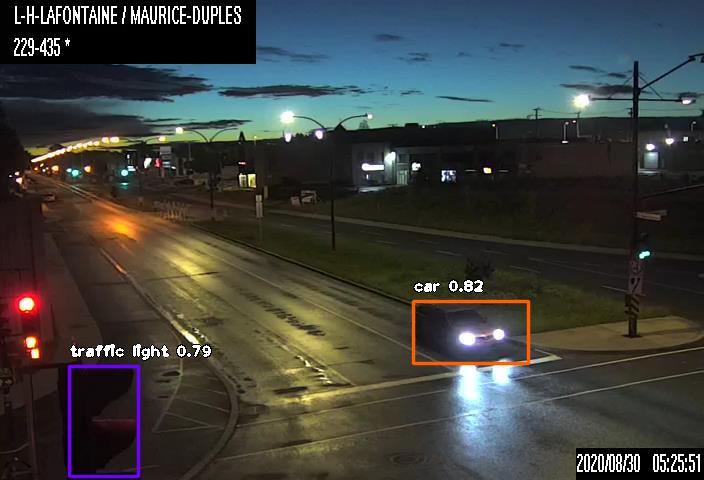 L-H-LAFONTAINE / MAURICE-DUPLES
229-435 *
car 0.82
traffic light 0.79
2020/08/30 05:25:51